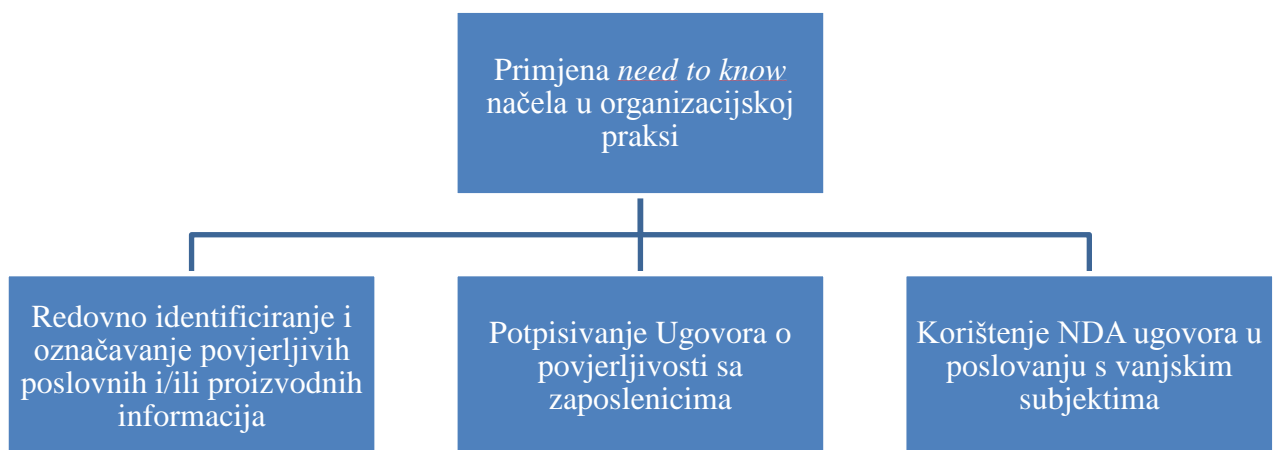 Primjena need to know
načela u organizacijskoj
praksi
Redovno identificiranje i
označavanje povjerljivih
poslovnih i/ili proizvodnih
informacija
Potpisivanje Ugovora o
povjerljivosti sa
zaposlenicima
Korištenje NDA ugovora u
poslovanju s vanjskim
subjektima